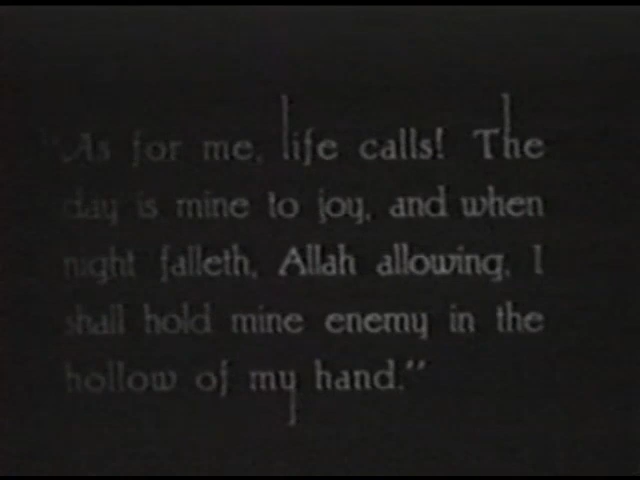 "As for me, life calls! The
day is mine to joy, and when
night falleth, Allah allowing, I
shall hold mine enemy in the
hollow of my hand."